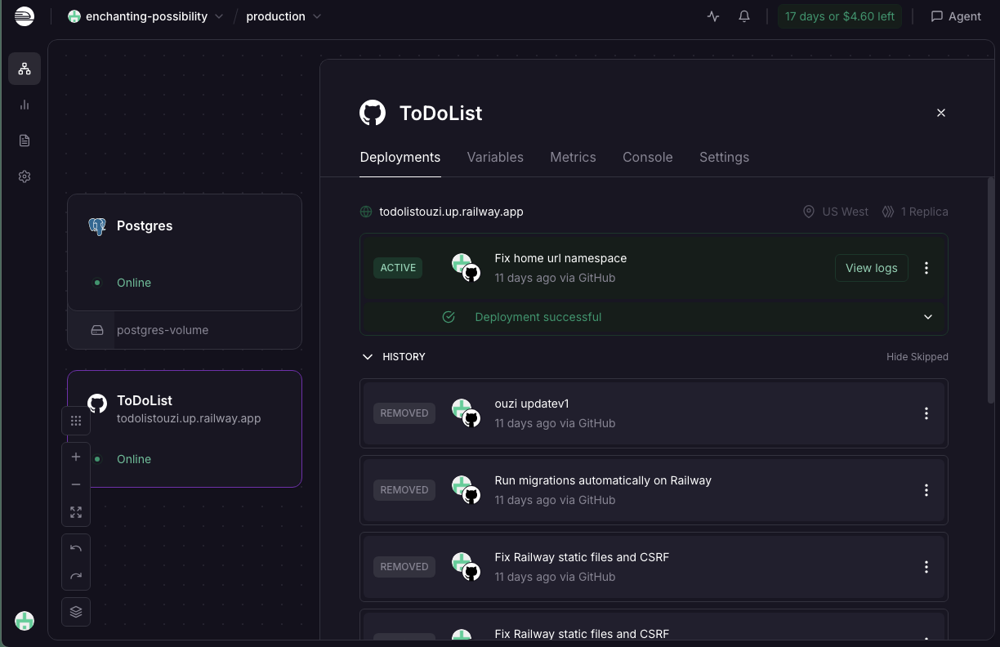 enchanting-possibility / production
17 days or $4.60 left
Agent
Postgres
Online
postgres-volume
ToDoList
todolistouzi.up.railway.app
Online
ToDoList
Deployments Variables Metrics Console Settings
todolistouzi.up.railway.app
US West 1 Replica
ACTIVE
Fix home url namespace
11 days ago via GitHub
View logs
Deployment successful
HISTORY
Hide Skipped
REMOVED
ouzi updatev1
11 days ago via GitHub
REMOVED
Run migrations automatically on Railway
11 days ago via GitHub
REMOVED
Fix Railway static files and CSRF
11 days ago via GitHub
Fix Railway static files and CSRF